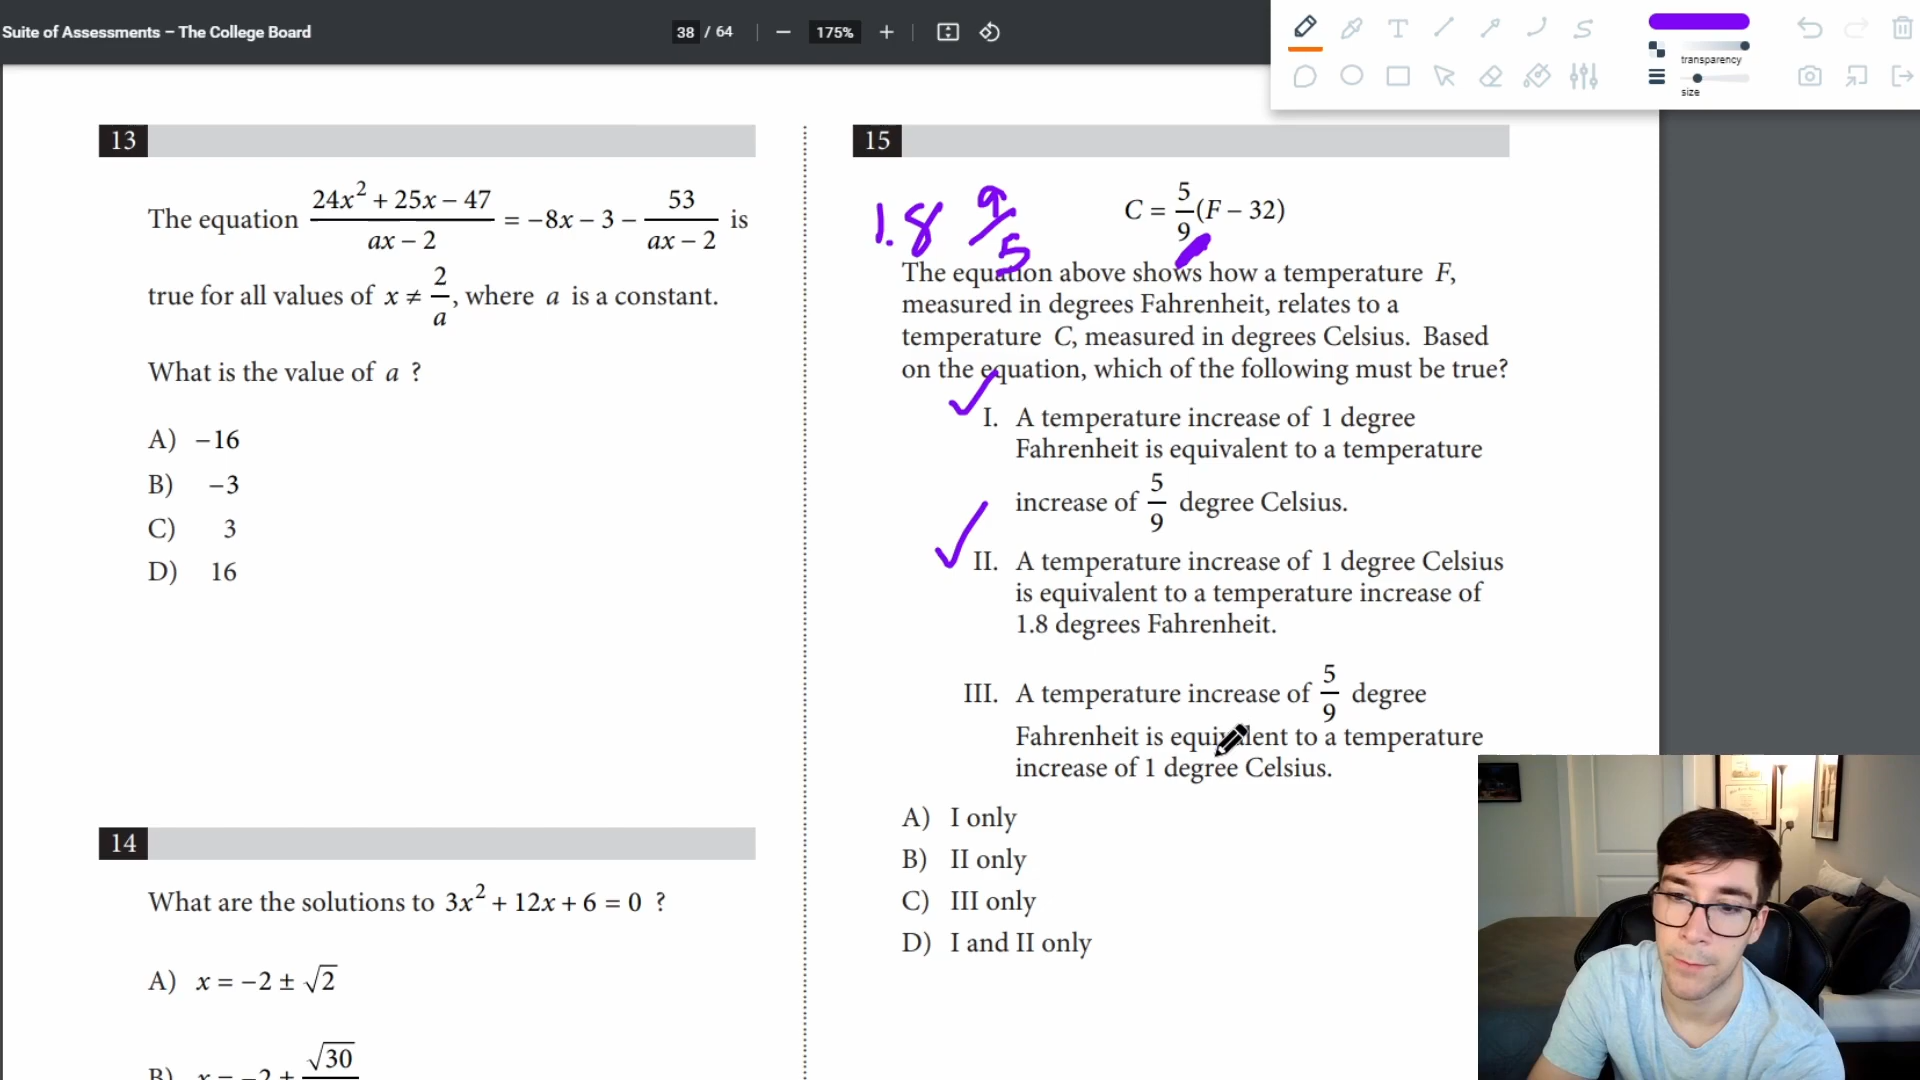 Suite of Assessments – The College Board
38 / 64
175%
transparency
size
13
The equation (24x² + 25x – 47)/(ax – 2) = –8x – 3 – 53/(ax – 2) is
true for all values of x ≠ 2/a, where a is a constant.
What is the value of a ?
A) –16
B) –3
C) 3
D) 16
14
What are the solutions to 3x² + 12x + 6 = 0 ?
A) x = –2 ± √2
B) x = –2 ± √30
15
1.8 9/5
C = 5/9(F – 32)
The equation above shows how a temperature F,
measured in degrees Fahrenheit, relates to a
temperature C, measured in degrees Celsius. Based
on the equation, which of the following must be true?
I. A temperature increase of 1 degree
Fahrenheit is equivalent to a temperature
increase of 5/9 degree Celsius.
II. A temperature increase of 1 degree Celsius
is equivalent to a temperature increase of
1.8 degrees Fahrenheit.
III. A temperature increase of 5/9 degree
Fahrenheit is equivalent to a temperature
increase of 1 degree Celsius.
A) I only
B) II only
C) III only
D) I and II only